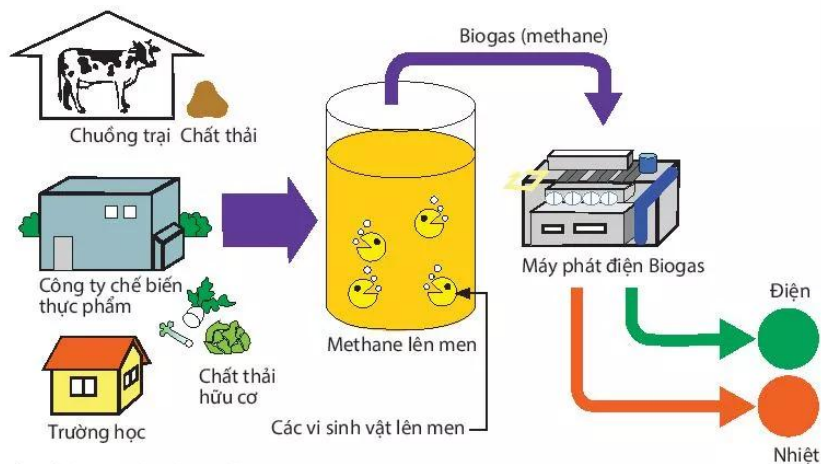 Biogas (methane)
Chuồng trại
Chất thải
Công ty chế biến
thực phẩm
Máy phát điện Biogas
Điện
Methane lên men
Chất thải
hữu cơ
Trường học
Các vi sinh vật lên men
Nhiệt